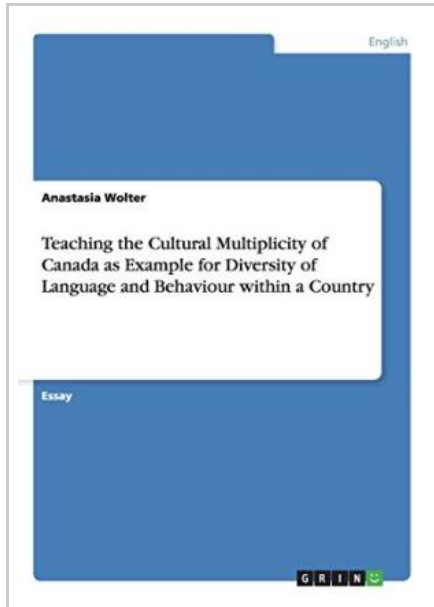 English
Anastasia Wolter
Teaching the Cultural Multiplicity of
Canada as Example for Diversity of
Language and Behaviour within a Country
Essay
GRIN